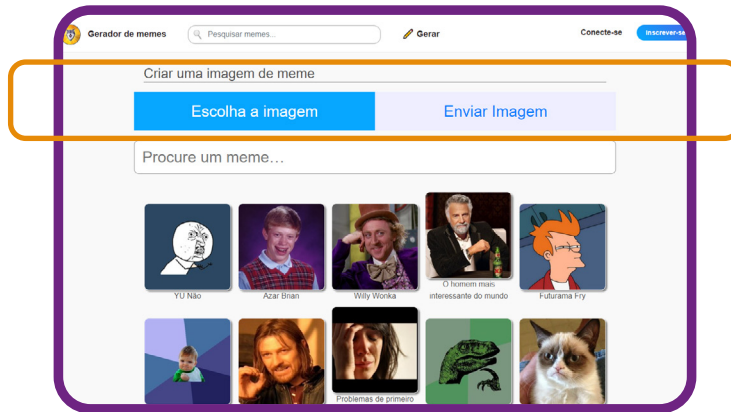 Gerador de memes
Pesquisar memes...
Gerar
Conecte-se
Inscrever-se
Criar uma imagem de meme
Escolha a imagem
Enviar Imagem
Procure um meme...
YU Não
Azar Brian
Willy Wonka
O homem mais
interessante do mundo
Futurama Fry
Problemas de primeiro